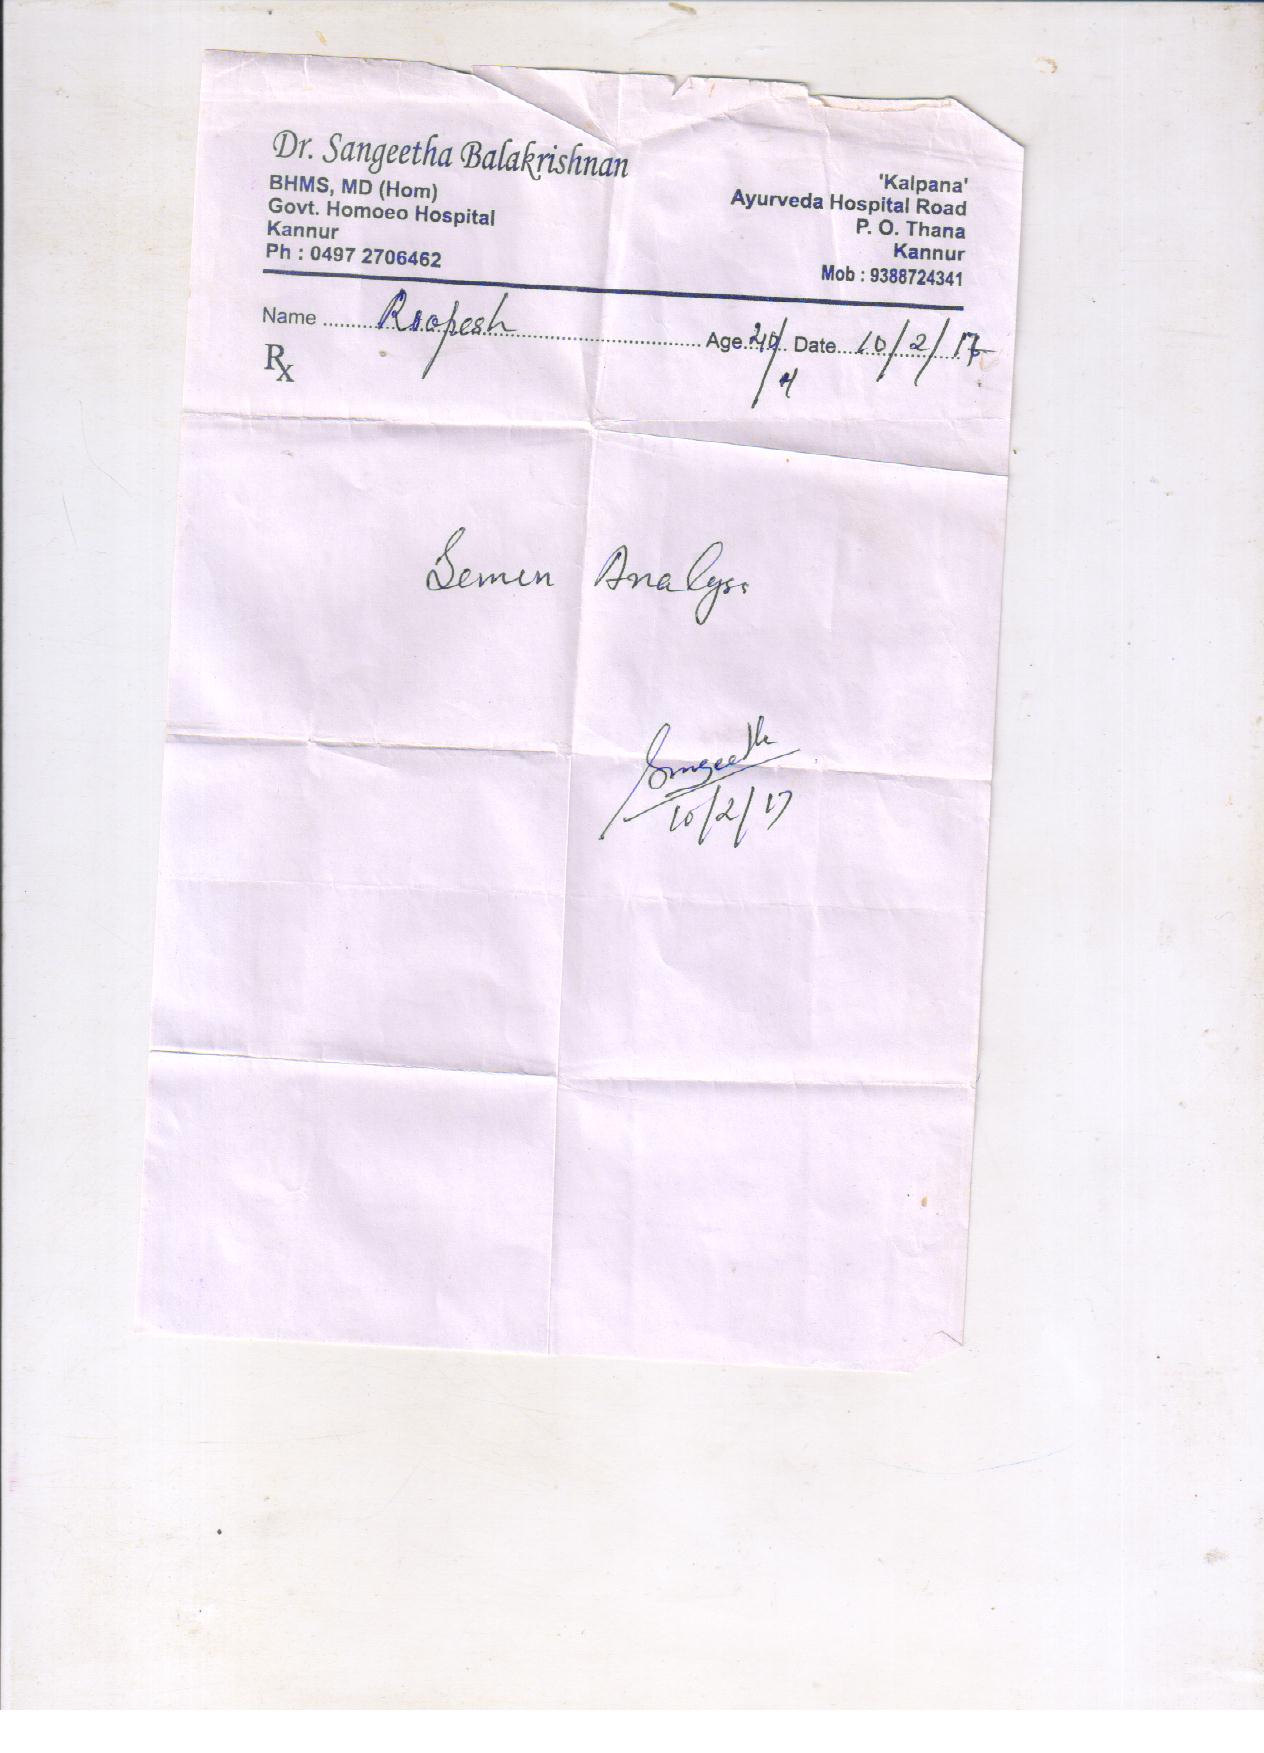 Dr. Sangeetha Balakrishnan
BHMS, MD (Hom)
Govt. Homoeo Hospital
Kannur
Ph : 0497 2706462
'Kalpana'
Ayurveda Hospital Road
P. O. Thana
Kannur
Mob : 9388724341
Name Roopesh Age 40/M Date 10/2/17
Rx
Semen Analysis
Sangeetha
10/2/17